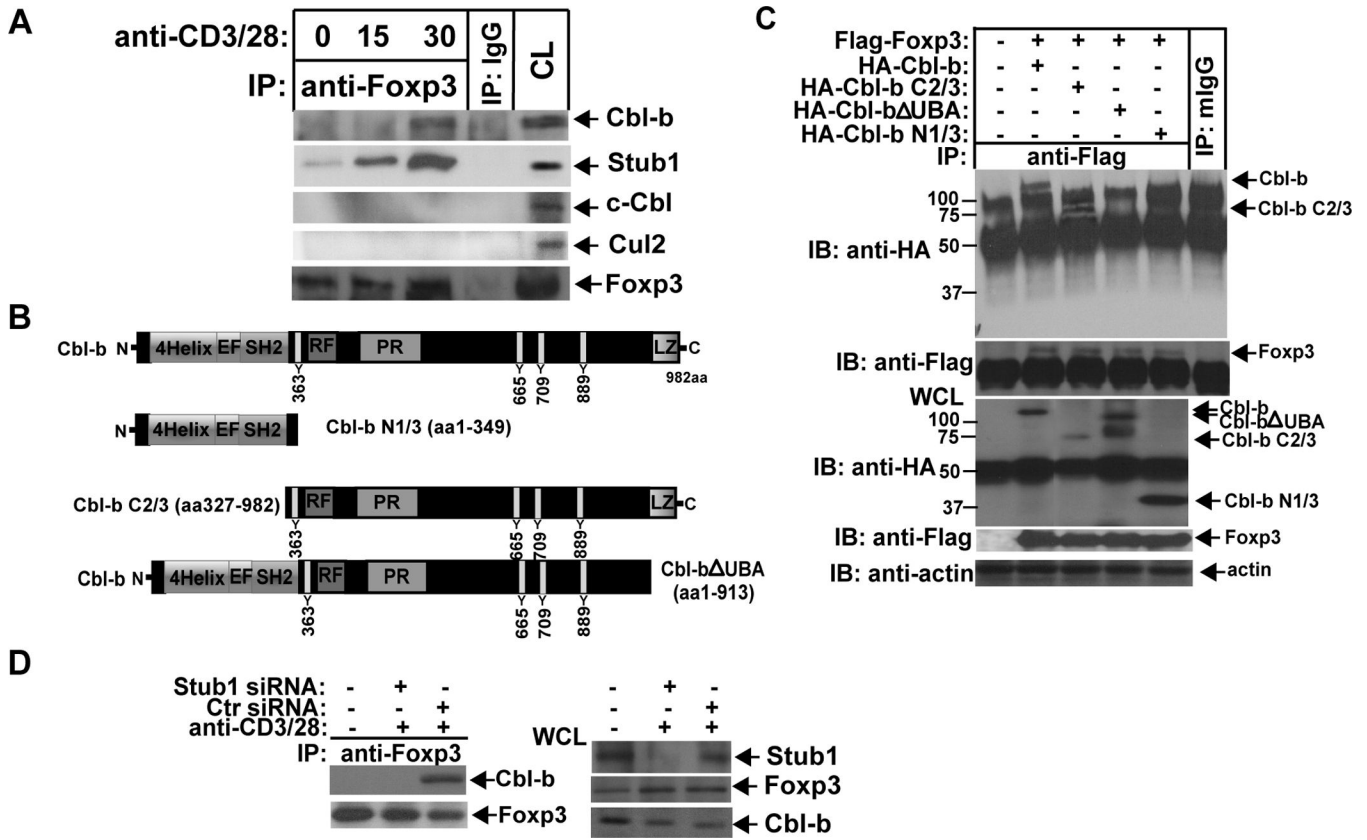 A
anti-CD3/28: 0 15 30
IP: anti-Foxp3
IP: IgG
CL
Cbl-b
Stub1
c-Cbl
Cul2
Foxp3
B
Cbl-b N 4Helix EF SH2 RF PR LZ C
363 665 709 889 982aa
N 4Helix EF SH2 Cbl-b N1/3 (aa1-349)
Cbl-b C2/3 (aa327-982) RF PR LZ C
363 665 709 889
Cbl-b N 4Helix EF SH2 RF PR Cbl-bΔUBA
(aa1-913)
363 665 709 889
C
Flag-Foxp3: - + + + +
HA-Cbl-b: - + - - -
HA-Cbl-b C2/3: - - + - -
HA-Cbl-bΔUBA: - - - + -
HA-Cbl-b N1/3: - - - - +
IP: anti-Flag
IP: mIgG
Cbl-b
100
75
Cbl-b C2/3
IB: anti-HA 50
37
IB: anti-Flag Foxp3
WCL
Cbl-b
100
Cbl-bΔUBA
75
Cbl-b C2/3
IB: anti-HA 50
37
Cbl-b N1/3
IB: anti-Flag Foxp3
IB: anti-actin actin
D
Stub1 siRNA: - + -
Ctr siRNA: - - +
anti-CD3/28: - + +
IP: anti-Foxp3
Cbl-b
Foxp3
- + -
- - +
- + +
WCL
Stub1
Foxp3
Cbl-b